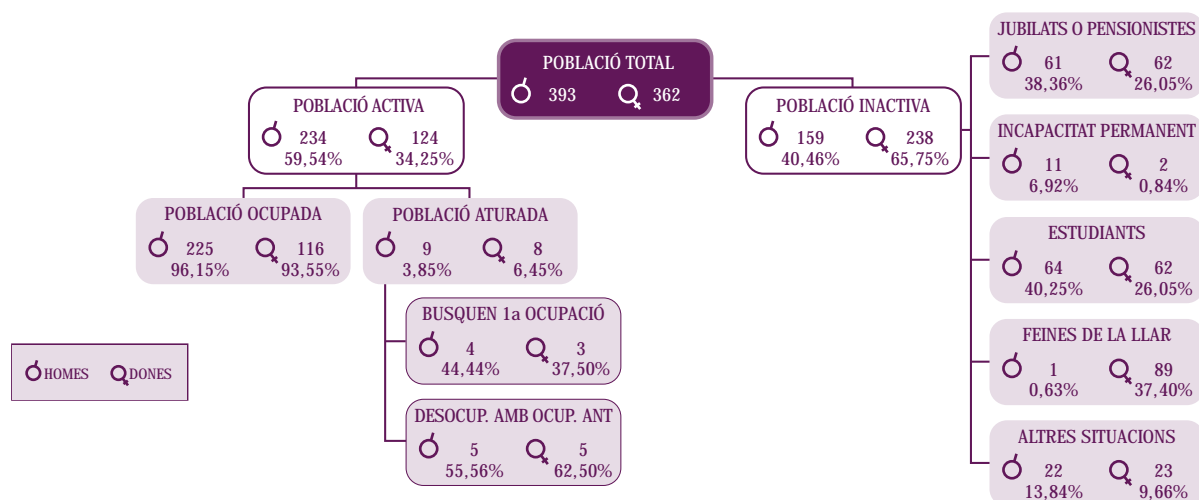 POBLACIÓ TOTAL
393 362
POBLACIÓ ACTIVA
234 124
59,54% 34,25%
POBLACIÓ INACTIVA
159 238
40,46% 65,75%
POBLACIÓ OCUPADA
225 116
96,15% 93,55%
POBLACIÓ ATURADA
9 8
3,85% 6,45%
BUSQUEN 1a OCUPACIÓ
4 3
44,44% 37,50%
DESOCUP. AMB OCUP. ANT
5 5
55,56% 62,50%
JUBILATS O PENSIONISTES
61 62
38,36% 26,05%
INCAPACITAT PERMANENT
11 2
6,92% 0,84%
ESTUDIANTS
64 62
40,25% 26,05%
FEINES DE LA LLAR
1 89
0,63% 37,40%
ALTRES SITUACIONS
22 23
13,84% 9,66%
HOMES DONES